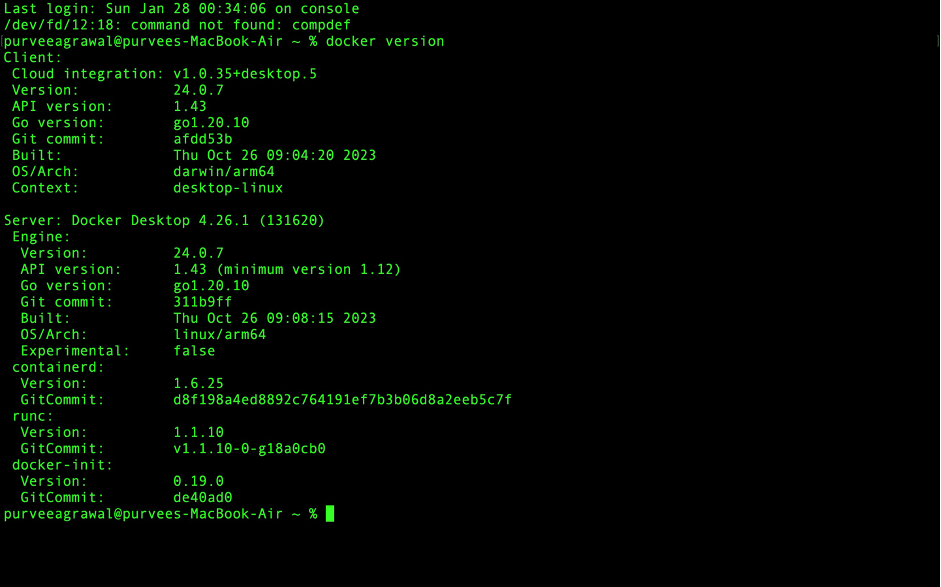 Last login: Sun Jan 28 00:34:06 on console
/dev/fd/12:18: command not found: compdef
[purveeagrawal@purvees-MacBook-Air ~ % docker version ]
Client:
 Cloud integration: v1.0.35+desktop.5
 Version:           24.0.7
 API version:       1.43
 Go version:        go1.20.10
 Git commit:        afdd53b
 Built:             Thu Oct 26 09:04:20 2023
 OS/Arch:           darwin/arm64
 Context:           desktop-linux

Server: Docker Desktop 4.26.1 (131620)
 Engine:
  Version:          24.0.7
  API version:      1.43 (minimum version 1.12)
  Go version:       go1.20.10
  Git commit:       311b9ff
  Built:            Thu Oct 26 09:08:15 2023
  OS/Arch:          linux/arm64
  Experimental:     false
 containerd:
  Version:          1.6.25
  GitCommit:        d8f198a4ed8892c764191ef7b3b06d8a2eeb5c7f
 runc:
  Version:          1.1.10
  GitCommit:        v1.1.10-0-g18a0cb0
 docker-init:
  Version:          0.19.0
  GitCommit:        de40ad0
purveeagrawal@purvees-MacBook-Air ~ %